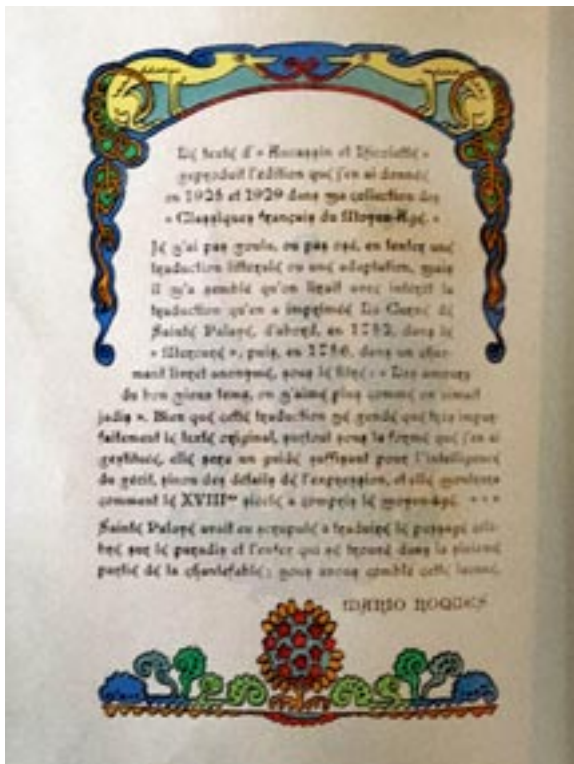 Le texte d' « Aucassin et Nicolette »
reproduit l'édition que j'en ai donnée
en 1925 et 1929 dans ma collection des
« Classiques français du Moyen-Age. »
Je n'ai pas voulu, ou pas osé, en tenter une
traduction littérale ou une adaptation, mais
il m'a semblé qu'on lirait avec intérêt la
traduction qu'en a imprimée La Curne de
Sainte Palaye, d'abord, en 1752, dans le
« Mercure », puis, en 1756, dans un char-
mant livret anonyme, sous le titre : « Les amours
du bon vieux tems, on n'aime plus comme on aimait
jadis ». Bien que cette traduction ne rende que très impar-
faitement le texte original, surtout sous la forme que j'en ai
restituée, elle sera un guide suffisant pour l'intelligence
du récit, sinon des détails de l'expression, et elle montrera
comment le XVIIIme siècle a compris le moyen-âge. * * *
Sainte Palaye avait eu scrupule à traduire le passage célè-
bre sur le paradis et l'enfer qui se trouve dans la sixième
partie de la chantefable ; nous avons comblé cette lacune.
MARIO ROQUES